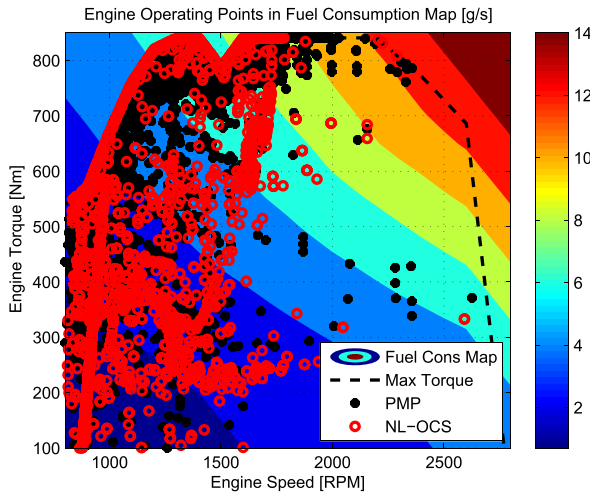 Engine Operating Points in Fuel Consumption Map [g/s]
Engine Torque [Nm]
800
700
600
500
400
300
200
100
1000 1500 2000 2500
Engine Speed [RPM]
Fuel Cons Map
Max Torque
PMP
NL−OCS
14
12
10
8
6
4
2